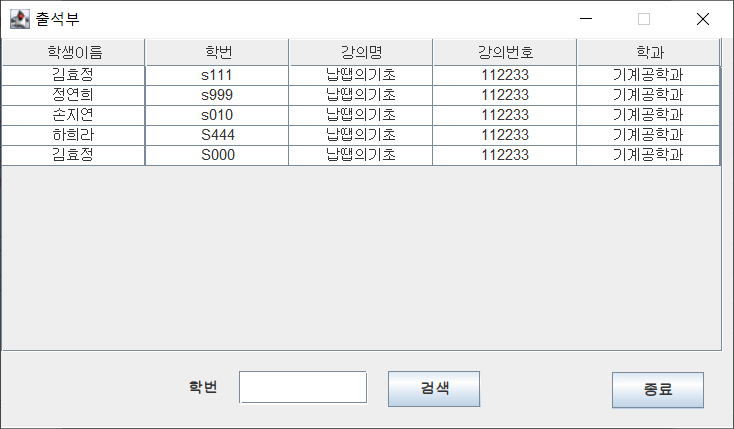 출석부
학생이름 학번 강의명 강의번호 학과
김효정 s111 납땜의기초 112233 기계공학과
정연희 s999 납땜의기초 112233 기계공학과
손지연 s010 납땜의기초 112233 기계공학과
하희라 S444 납땜의기초 112233 기계공학과
김효정 S000 납땜의기초 112233 기계공학과
학번 검색 종료